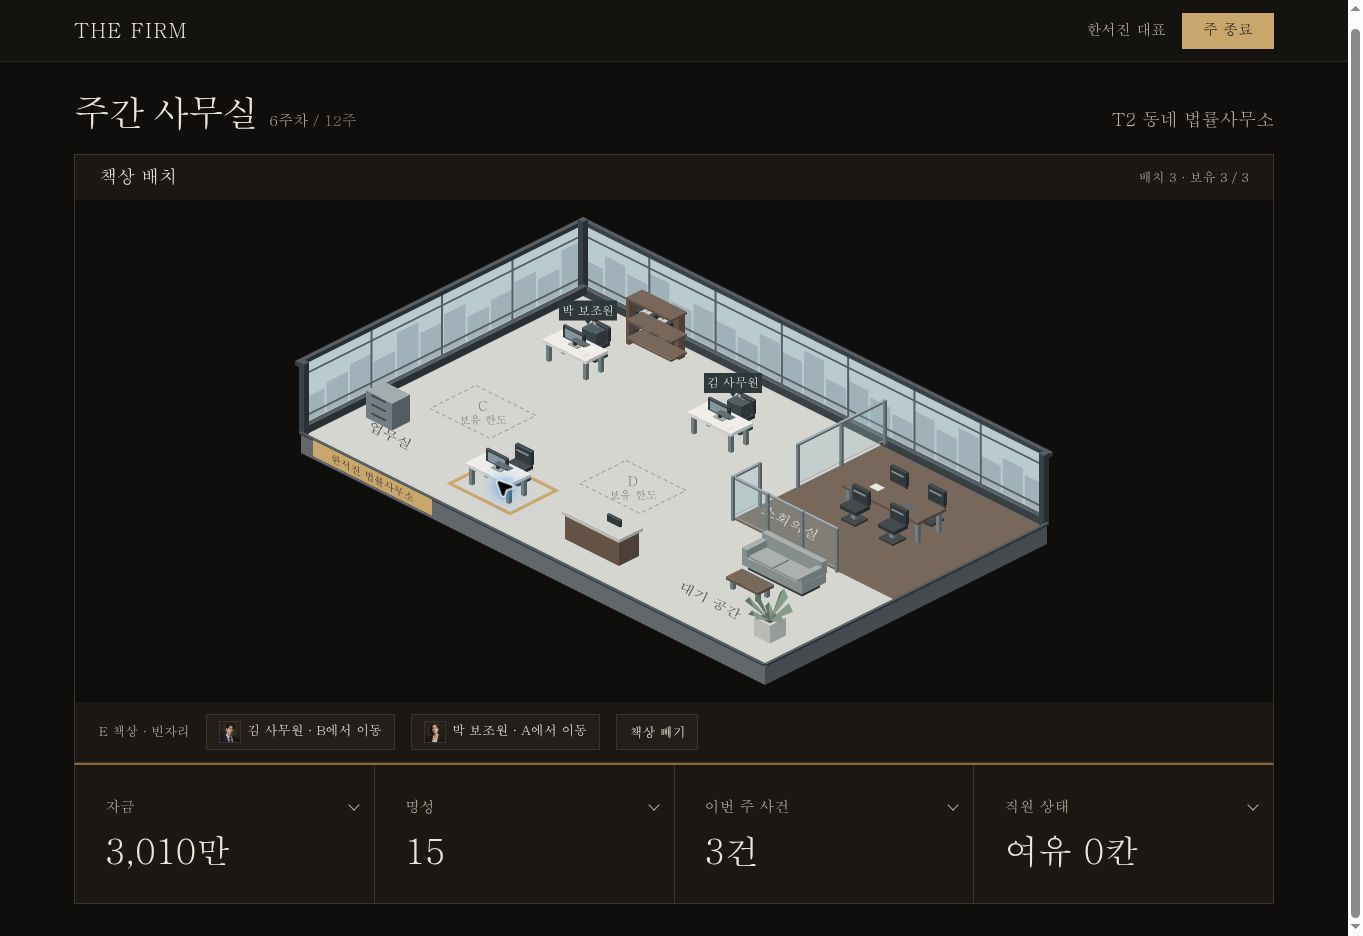 THE FIRM
한서진 대표
주 종료
주간 사무실 6주차 / 12주
T2 동네 법률사무소
책상 배치
배치 3 · 보유 3 / 3
박 보조원
김 사무원
C
보유 한도
업무실
D
보유 한도
한서진 법률사무소
소회의실
대기 공간
E 책상 · 빈자리
김 사무원 · B에서 이동
박 보조원 · A에서 이동
책상 빼기
자금
3,010만
명성
15
이번 주 사건
3건
직원 상태
여유 0칸